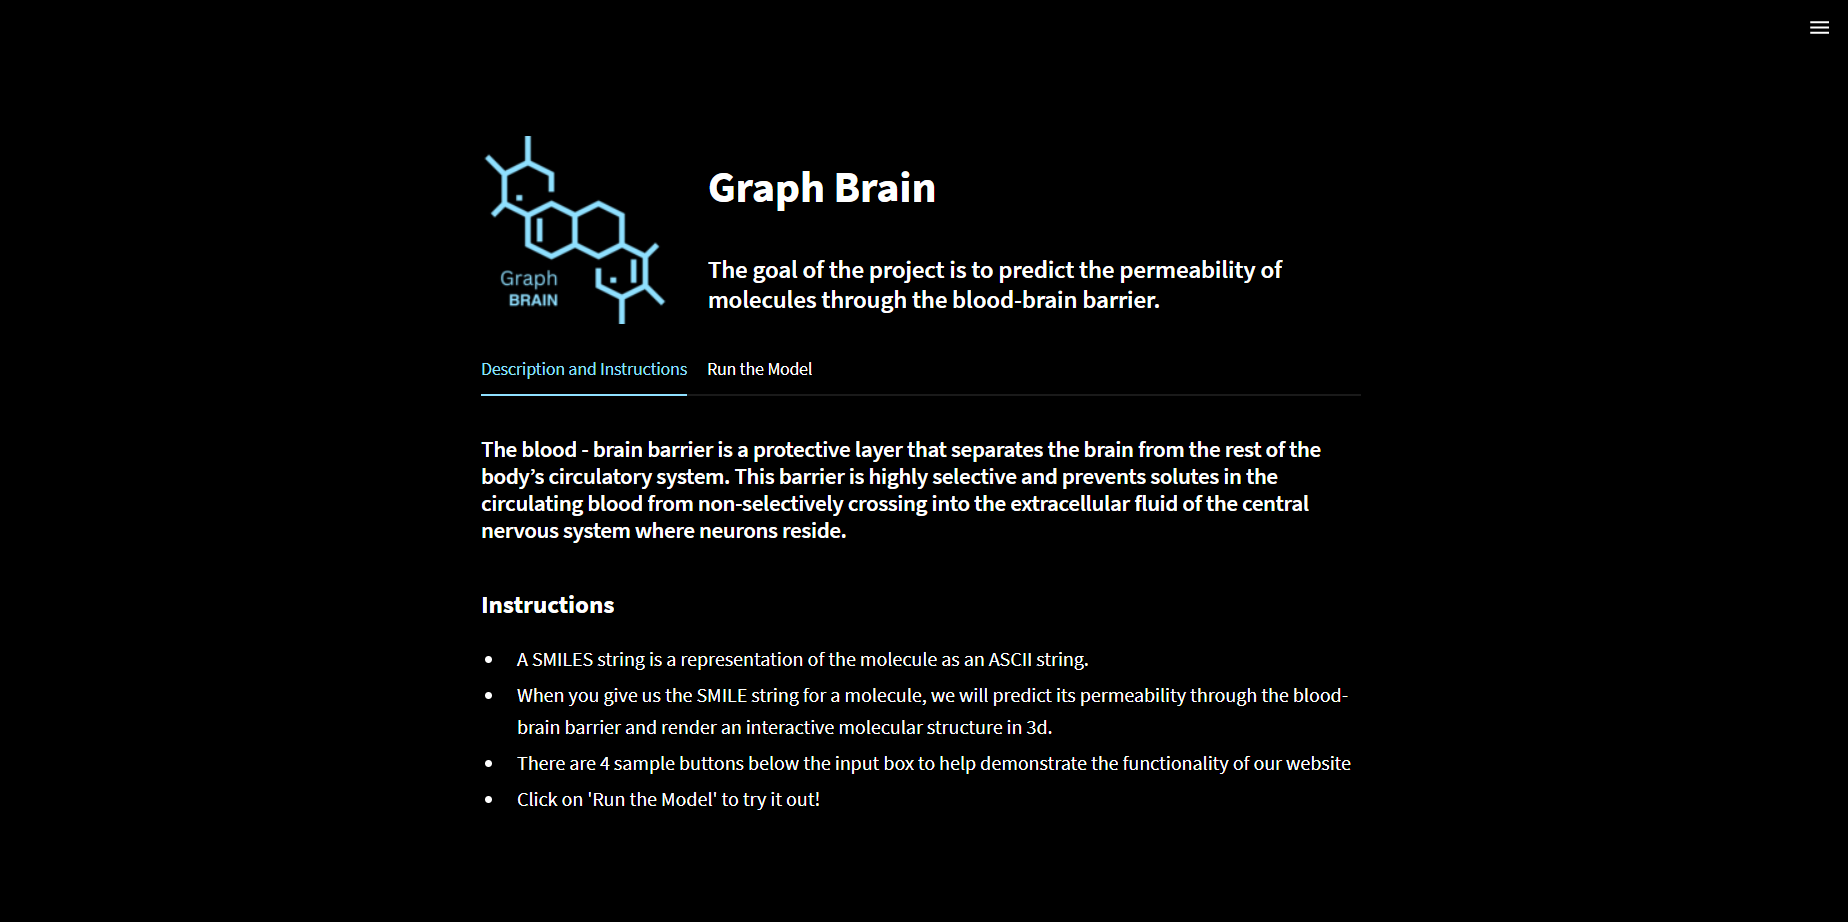 Graph
BRAIN
Graph Brain
The goal of the project is to predict the permeability of
molecules through the blood-brain barrier.
Description and Instructions Run the Model
The blood - brain barrier is a protective layer that separates the brain from the rest of the
body’s circulatory system. This barrier is highly selective and prevents solutes in the
circulating blood from non-selectively crossing into the extracellular fluid of the central
nervous system where neurons reside.
Instructions
• A SMILES string is a representation of the molecule as an ASCII string.
• When you give us the SMILE string for a molecule, we will predict its permeability through the blood-
brain barrier and render an interactive molecular structure in 3d.
• There are 4 sample buttons below the input box to help demonstrate the functionality of our website
• Click on 'Run the Model' to try it out!